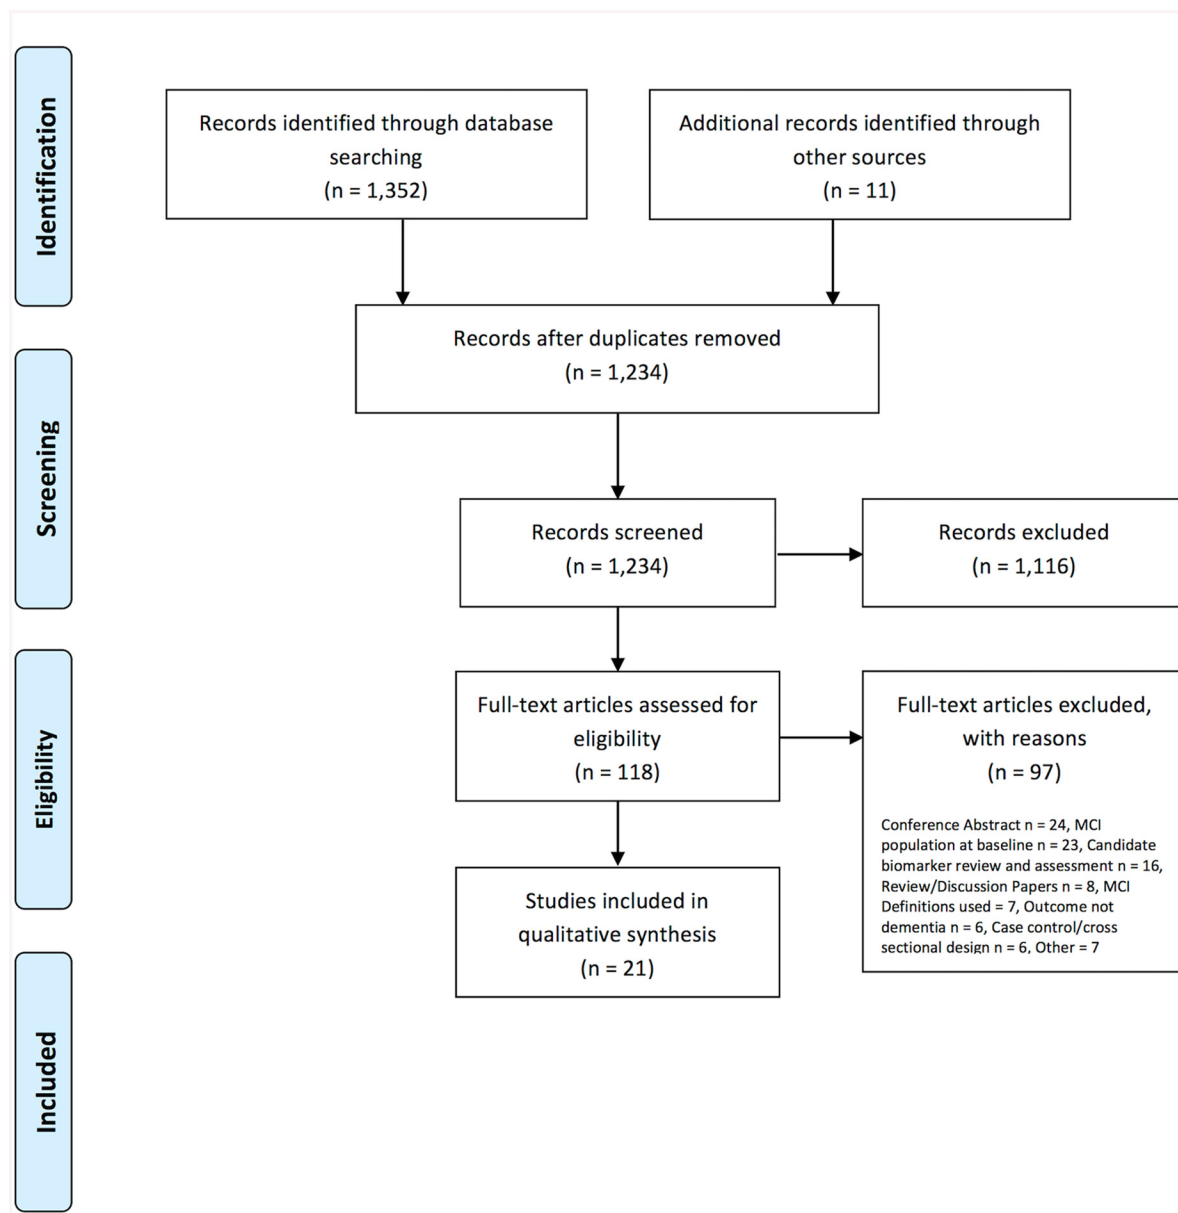 Identification
Records identified through database
searching
(n = 1,352)
Additional records identified through
other sources
(n = 11)
Records after duplicates removed
(n = 1,234)
Screening
Records screened
(n = 1,234)
Records excluded
(n = 1,116)
Eligibility
Full-text articles assessed for
eligibility
(n = 118)
Full-text articles excluded,
with reasons
(n = 97)
Conference Abstract n = 24, MCI
population at baseline n = 23, Candidate
biomarker review and assessment n = 16,
Review/Discussion Papers n = 8, MCI
Definitions used = 7, Outcome not
dementia n = 6, Case control/cross
sectional design n = 6, Other = 7
Included
Studies included in
qualitative synthesis
(n = 21)